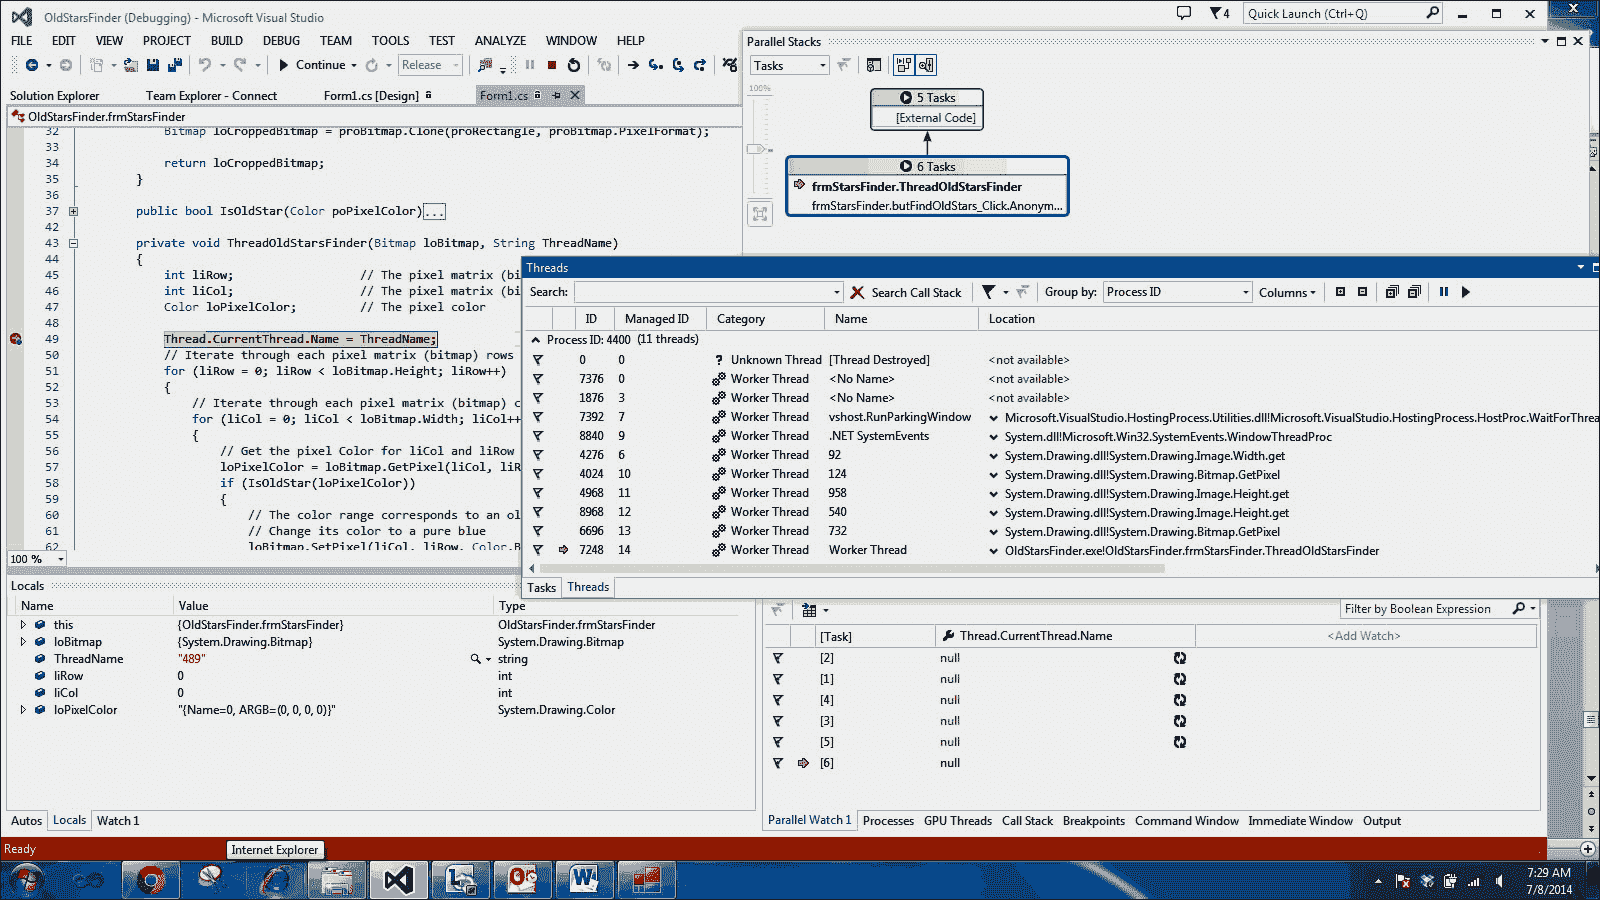 OldStarsFinder (Debugging) - Microsoft Visual Studio
4
Quick Launch (Ctrl+Q)
FILE EDIT VIEW PROJECT BUILD DEBUG TEAM TOOLS TEST ANALYZE WINDOW HELP
Continue
Release
Solution Explorer
Team Explorer - Connect
Form1.cs [Design]
Form1.cs
OldStarsFinder.frmStarsFinder
32 Bitmap loCroppedBitmap = proBitmap.Clone(proRectangle, proBitmap.PixelFormat);
33
34 return loCroppedBitmap;
35 }
36
37 public bool IsOldStar(Color poPixelColor)...
42
43 private void ThreadOldStarsFinder(Bitmap loBitmap, String ThreadName)
44 {
45 int liRow; // The pixel matrix (bi
46 int liCol; // The pixel matrix (bi
47 Color loPixelColor; // The pixel color
48
49 Thread.CurrentThread.Name = ThreadName;
50 // Iterate through each pixel matrix (bitmap) rows
51 for (liRow = 0; liRow < loBitmap.Height; liRow++)
52 {
53 // Iterate through each pixel matrix (bitmap) c
54 for (liCol = 0; liCol < loBitmap.Width; liCol++
55 {
56 // Get the pixel Color for liCol and liRow
57 loPixelColor = loBitmap.GetPixel(liCol, liR
58 if (IsOldStar(loPixelColor))
59 {
60 // The color range corresponds to an ol
61 // Change its color to a pure blue
62 loBitmap.SetPixel(liCol, liRow, Color.B
100 %
Parallel Stacks
Tasks
100%
5 Tasks
[External Code]
6 Tasks
frmStarsFinder.ThreadOldStarsFinder
frmStarsFinder.butFindOldStars_Click.Anonym...
Threads
Search:
Search Call Stack
Group by: Process ID
Columns
ID Managed ID Category Name Location
Process ID: 4400 (11 threads)
0 0 ? Unknown Thread [Thread Destroyed] <not available>
7376 0 Worker Thread <No Name> <not available>
1876 3 Worker Thread <No Name> <not available>
7392 7 Worker Thread vshost.RunParkingWindow Microsoft.VisualStudio.HostingProcess.Utilities.dll!Microsoft.VisualStudio.HostingProcess.HostProc.WaitForThrea
8840 9 Worker Thread .NET SystemEvents System.dll!Microsoft.Win32.SystemEvents.WindowThreadProc
4276 6 Worker Thread 92 System.Drawing.dll!System.Drawing.Image.Width.get
4024 10 Worker Thread 124 System.Drawing.dll!System.Drawing.Bitmap.GetPixel
4968 11 Worker Thread 958 System.Drawing.dll!System.Drawing.Image.Height.get
8968 12 Worker Thread 540 System.Drawing.dll!System.Drawing.Image.Height.get
6696 13 Worker Thread 732 System.Drawing.dll!System.Drawing.Bitmap.GetPixel
7248 14 Worker Thread Worker Thread OldStarsFinder.exe!OldStarsFinder.frmStarsFinder.ThreadOldStarsFinder
Tasks Threads
Locals
Name Value Type
this {OldStarsFinder.frmStarsFinder} OldStarsFinder.frmStarsFinder
loBitmap {System.Drawing.Bitmap} System.Drawing.Bitmap
ThreadName "489" string
liRow 0 int
liCol 0 int
loPixelColor "{Name=0, ARGB=(0, 0, 0, 0)}" System.Drawing.Color
Autos Locals Watch 1
Filter by Boolean Expression
[Task] Thread.CurrentThread.Name <Add Watch>
[2] null
[1] null
[4] null
[3] null
[5] null
[6] null
Parallel Watch 1 Processes GPU Threads Call Stack Breakpoints Command Window Immediate Window Output
Ready
Internet Explorer
7:29 AM
7/8/2014